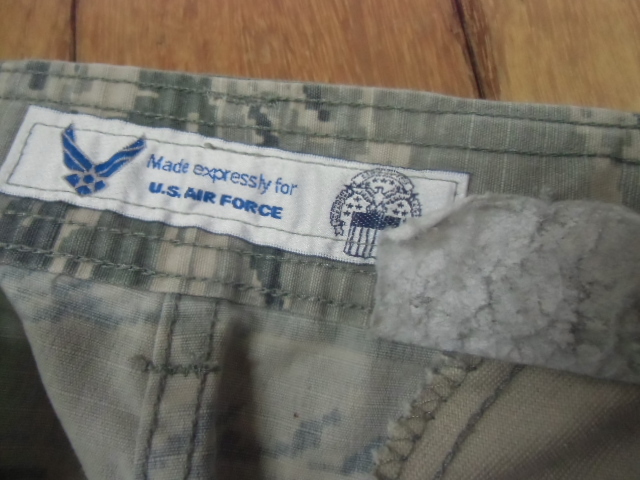 Made expressly for
U.S. AIR FORCE